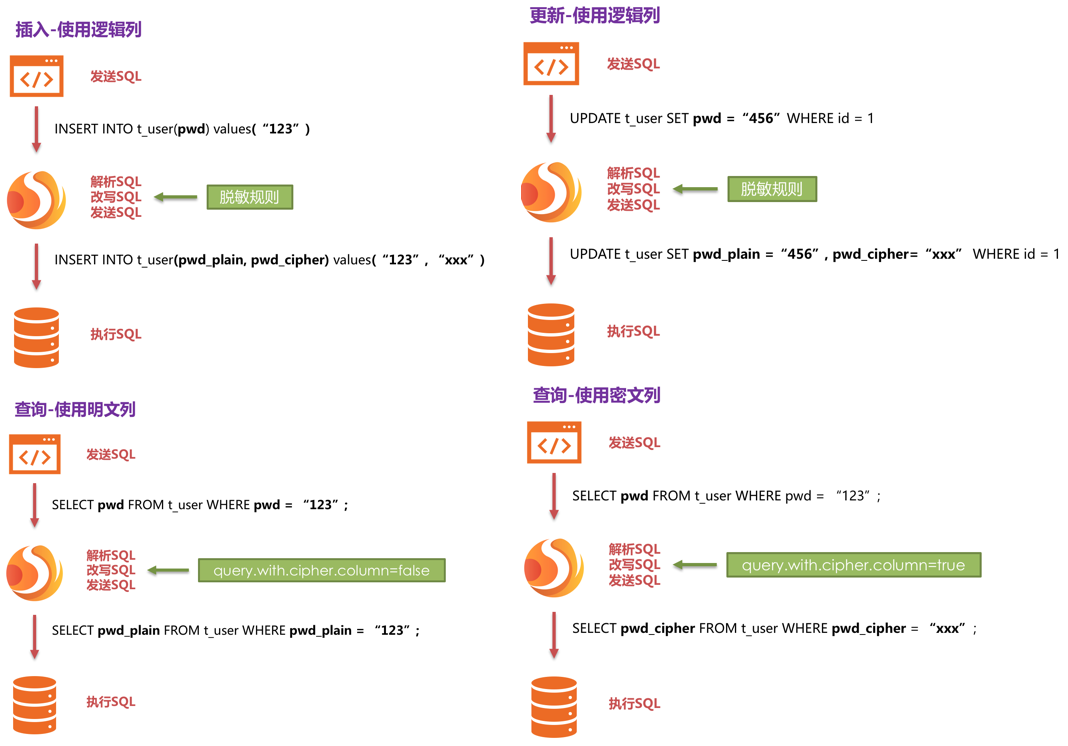 插入-使用逻辑列
</>
发送SQL
INSERT INTO t_user(pwd) values(“123”)
解析SQL
改写SQL
发送SQL
脱敏规则
INSERT INTO t_user(pwd_plain, pwd_cipher) values(“123”, “xxx”)
执行SQL
更新-使用逻辑列
</>
发送SQL
UPDATE t_user SET pwd =“456” WHERE id = 1
解析SQL
改写SQL
发送SQL
脱敏规则
UPDATE t_user SET pwd_plain =“456”, pwd_cipher=“xxx” WHERE id = 1
执行SQL
查询-使用明文列
</>
发送SQL
SELECT pwd FROM t_user WHERE pwd = “123”;
解析SQL
改写SQL
发送SQL
query.with.cipher.column=false
SELECT pwd_plain FROM t_user WHERE pwd_plain = “123”;
执行SQL
查询-使用密文列
</>
发送SQL
SELECT pwd FROM t_user WHERE pwd = “123”;
解析SQL
改写SQL
发送SQL
query.with.cipher.column=true
SELECT pwd_cipher FROM t_user WHERE pwd_cipher = “xxx”;
执行SQL